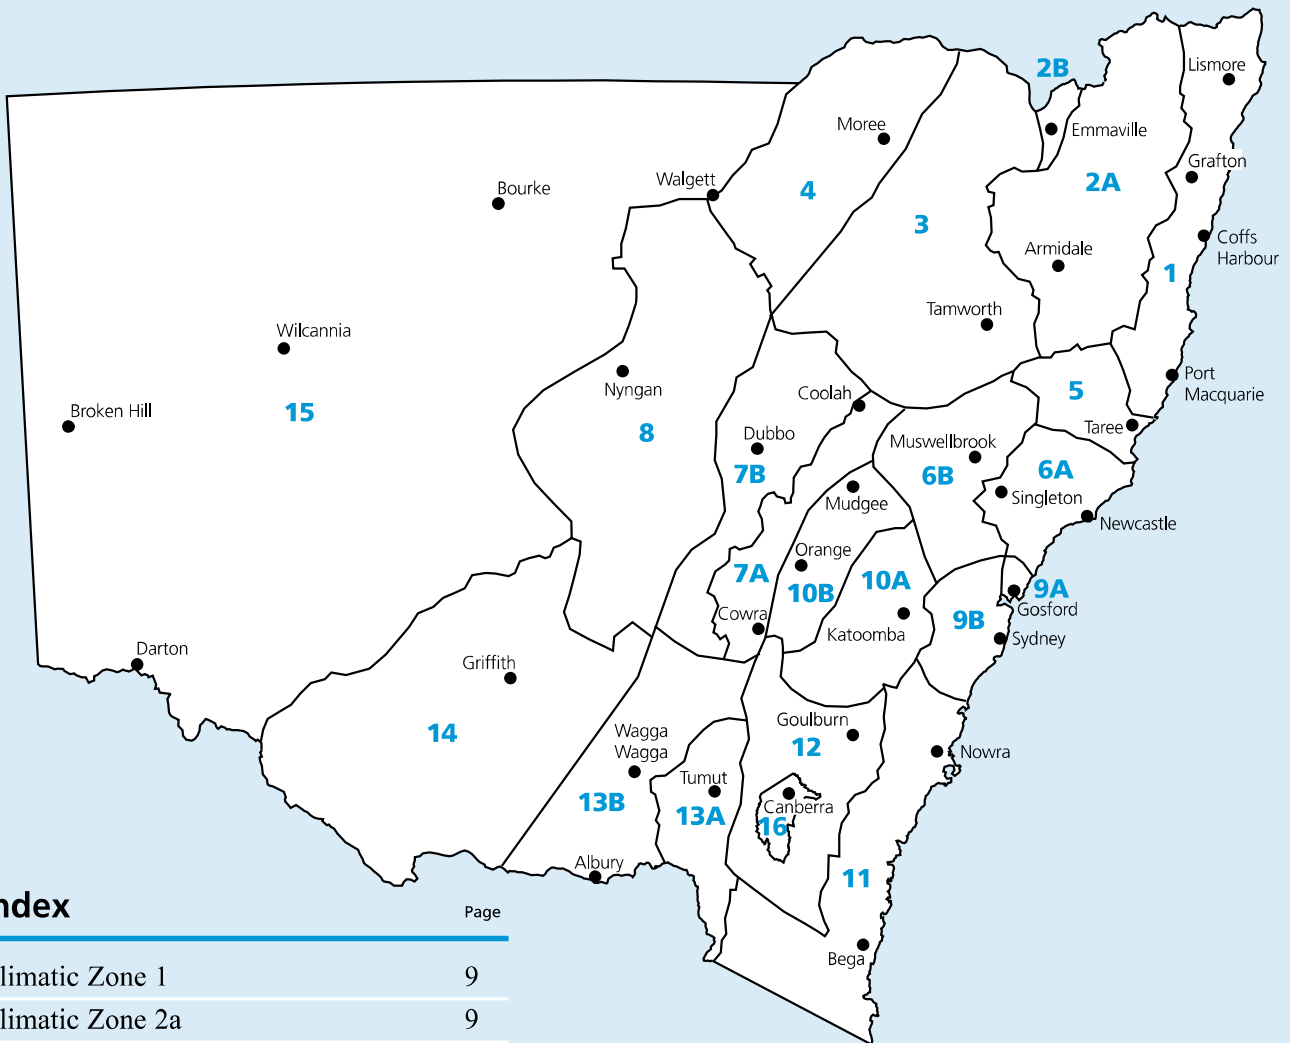 2B
Lismore
Moree
Emmaville
Grafton
Walgett
Bourke
4
2A
3
Coffs
Harbour
Armidale
1
Tamworth
Wilcannia
Port
Macquarie
Nyngan
Coolah
5
Broken Hill
15
8
Taree
Dubbo
Muswellbrook
7B
6B
6A
Singleton
Mudgee
Newcastle
Orange
7A
10B
10A
9A
Gosford
Cowra
9B
Katoomba
Sydney
Darton
Griffith
14
Goulburn
12
Wagga
Wagga
Nowra
Tumut
13B
13A
Canberra
16
Albury
11
Bega
ndex
Page
limatic Zone 1 9
limatic Zone 2a 9